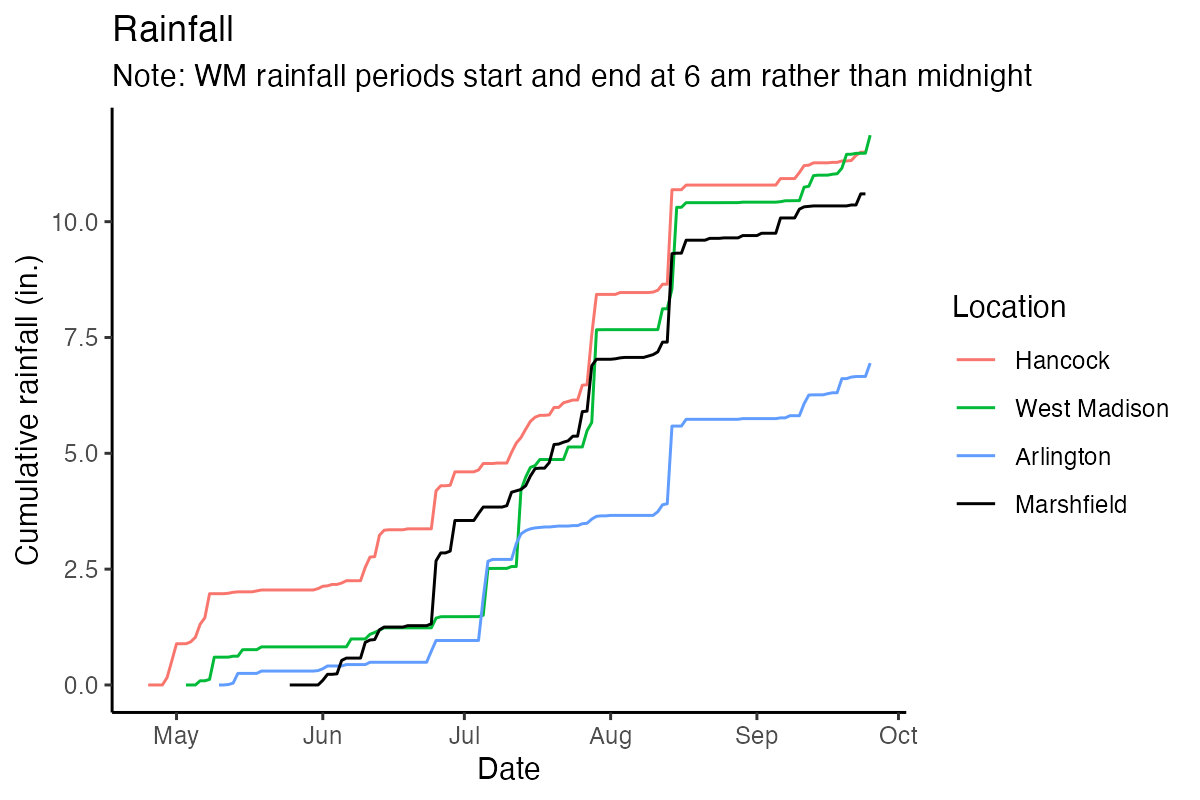 Rainfall
Note: WM rainfall periods start and end at 6 am rather than midnight
Cumulative rainfall (in.)
10.0
7.5
5.0
2.5
0.0
May Jun Jul Aug Sep Oct
Date
Location
Hancock
West Madison
Arlington
Marshfield